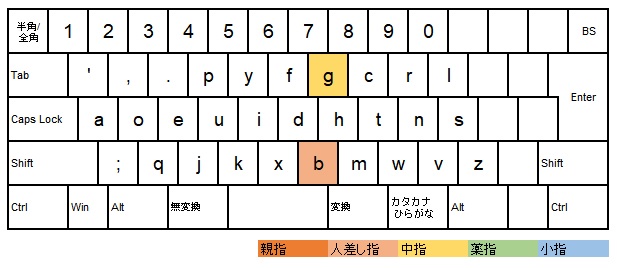 半角/全角 1 2 3 4 5 6 7 8 9 0 BS
Tab ' , . p y f g c r l Enter
Caps Lock a o e u i d h t n s
Shift ; q j k x b m w v z Shift
Ctrl Win Alt 無変換 変換 カタカナひらがな Alt Ctrl
親指 人差し指 中指 薬指 小指